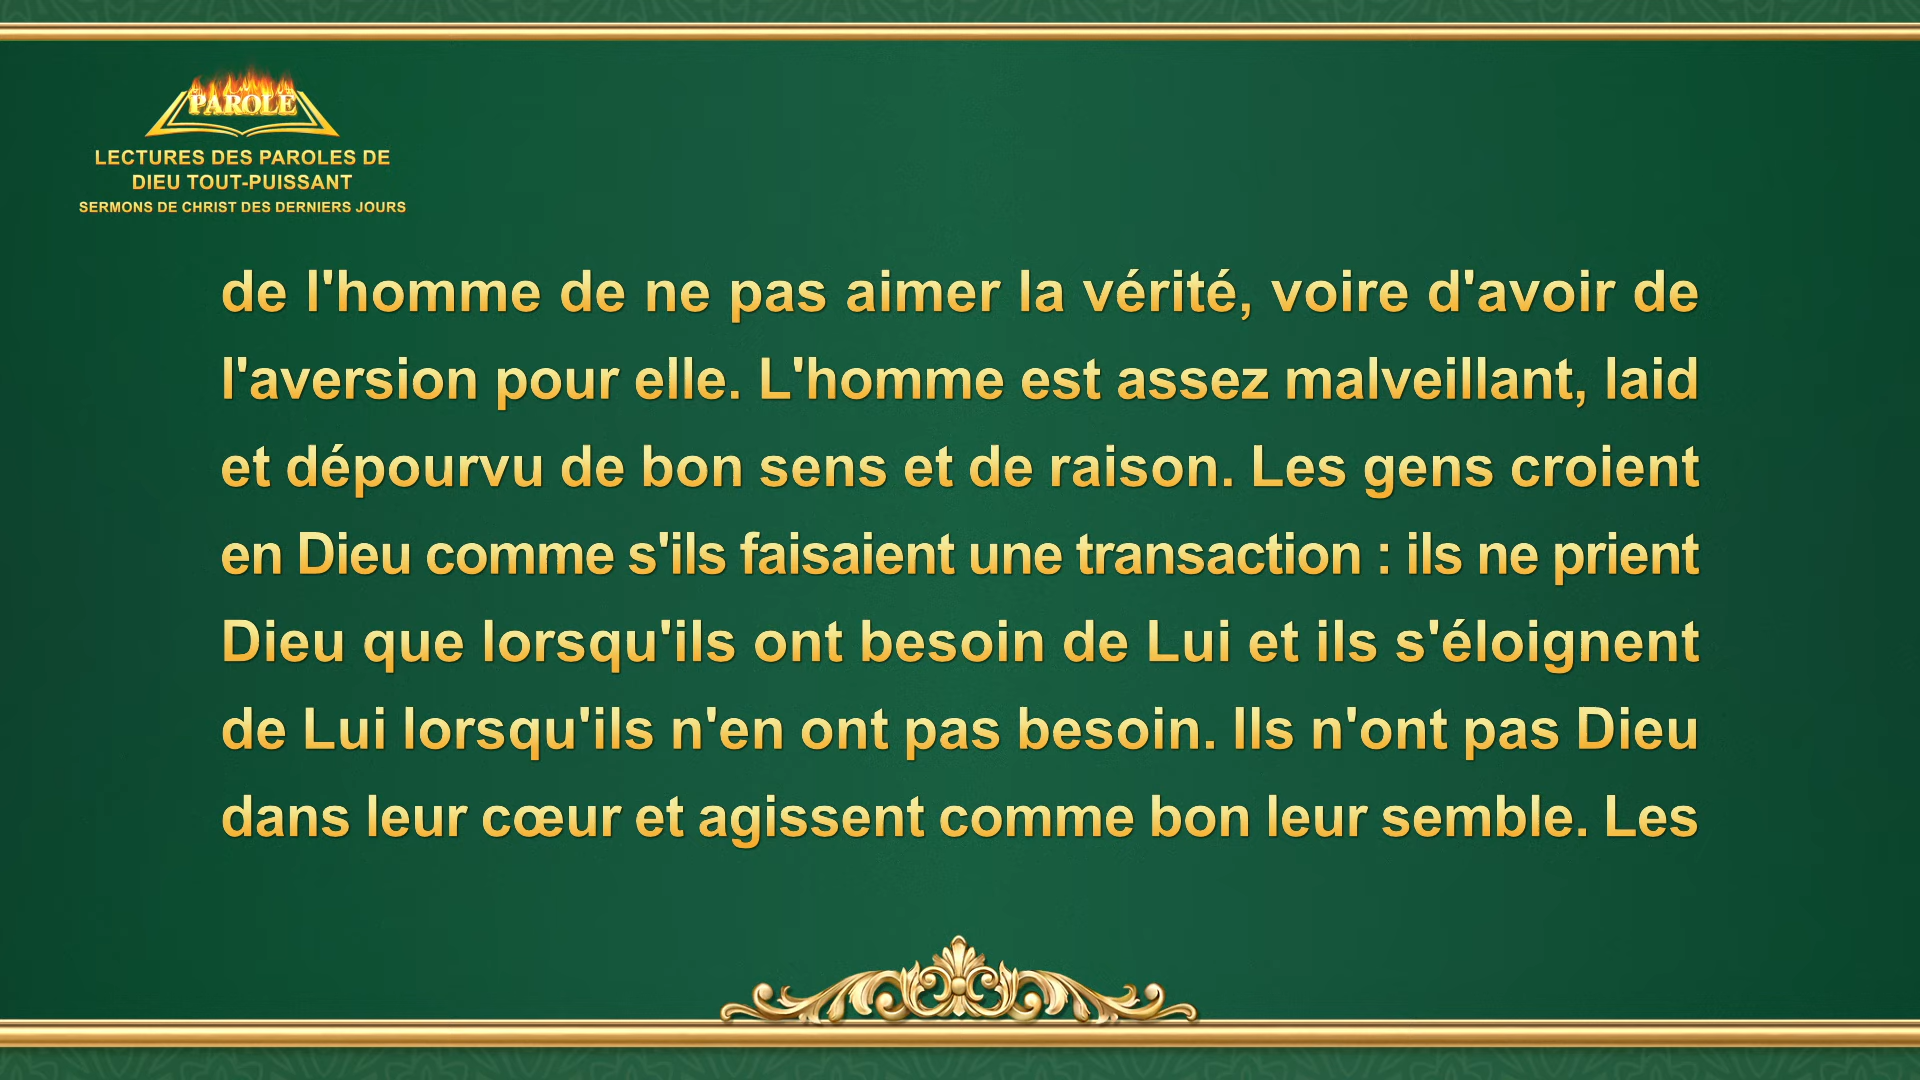 PAROLE
LECTURES DES PAROLES DE
DIEU TOUT-PUISSANT
SERMONS DE CHRIST DES DERNIERS JOURS
de l'homme de ne pas aimer la vérité, voire d'avoir de
l'aversion pour elle. L'homme est assez malveillant, laid
et dépourvu de bon sens et de raison. Les gens croient
en Dieu comme s'ils faisaient une transaction : ils ne prient
Dieu que lorsqu'ils ont besoin de Lui et ils s'éloignent
de Lui lorsqu'ils n'en ont pas besoin. Ils n'ont pas Dieu
dans leur cœur et agissent comme bon leur semble. Les